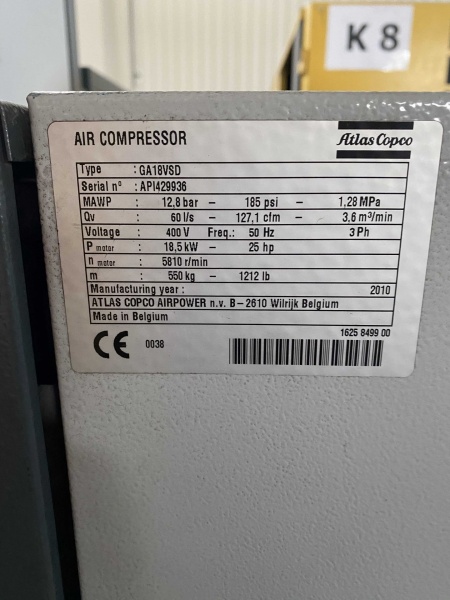 K 8
AIR COMPRESSOR
Atlas Copco
Type : GA18VSD
Serial n° : API429936
MAWP : 12,8 bar – 185 psi – 1,28 MPa
Qv : 60 l/s – 127,1 cfm – 3,6 m³/min
Voltage : 400 V Freq.: 50 Hz 3 Ph
P motor : 18,5 kW – 25 hp
n motor : 5810 r/min
m : 550 kg – 1212 lb
Manufacturing year : 2010
ATLAS COPCO AIRPOWER n.v. B – 2610 Wilrijk Belgium
Made in Belgium
1625 8499 00
CE 0038